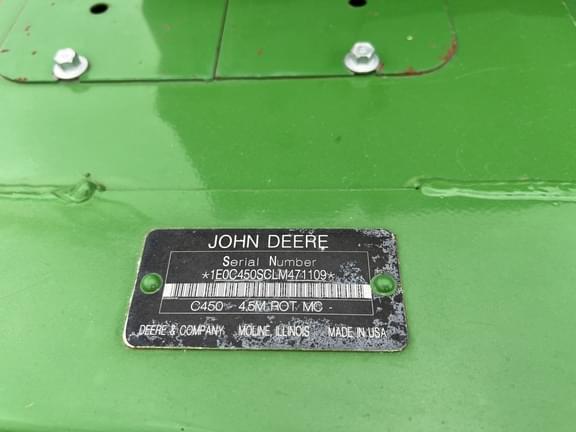 JOHN DEERE
Serial Number
*1E0C450SCLM471109*
C450 - 4.5M ROT MC -
DEERE & COMPANY MOLINE, ILLINOIS MADE IN USA